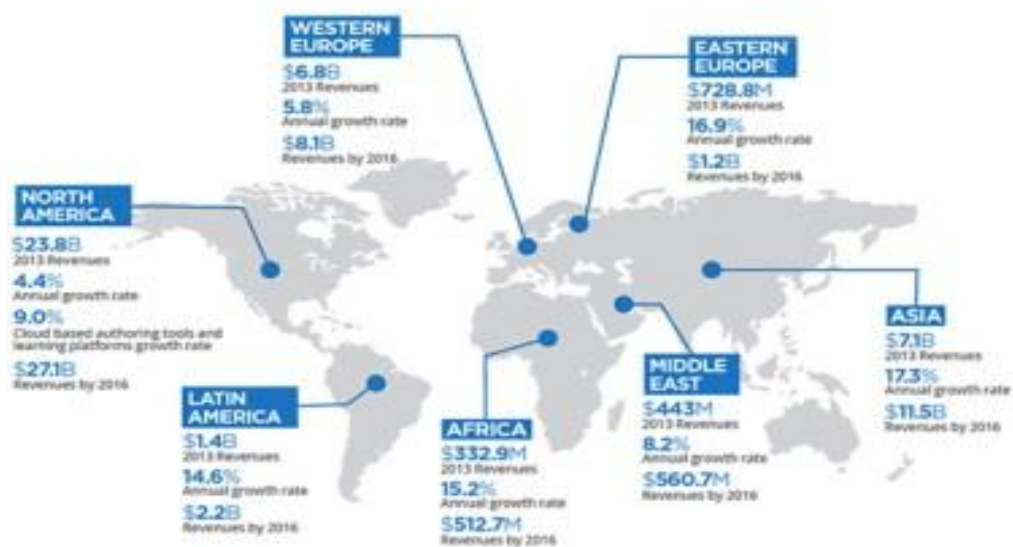 WESTERN
EUROPE
$6.8B
2013 Revenues
5.8%
Annual growth rate
$8.1B
Revenues by 2016
EASTERN
EUROPE
$728.8M
2013 Revenues
16.9%
Annual growth rate
$1.2B
Revenues by 2016
NORTH
AMERICA
$23.8B
2013 Revenues
4.4%
Annual growth rate
9.0%
Cloud based authoring tools and
learning platforms growth rate
$27.1B
Revenues by 2016
LATIN
AMERICA
$1.4B
2013 Revenues
14.6%
Annual growth rate
$2.2B
Revenues by 2016
AFRICA
$332.9M
2013 Revenues
15.2%
Annual growth rate
$512.7M
Revenues by 2016
MIDDLE
EAST
$443M
2013 Revenues
8.2%
Annual growth rate
$560.7M
Revenues by 2016
ASIA
$7.1B
2013 Revenues
17.3%
Annual growth rate
$11.5B
Revenues by 2016